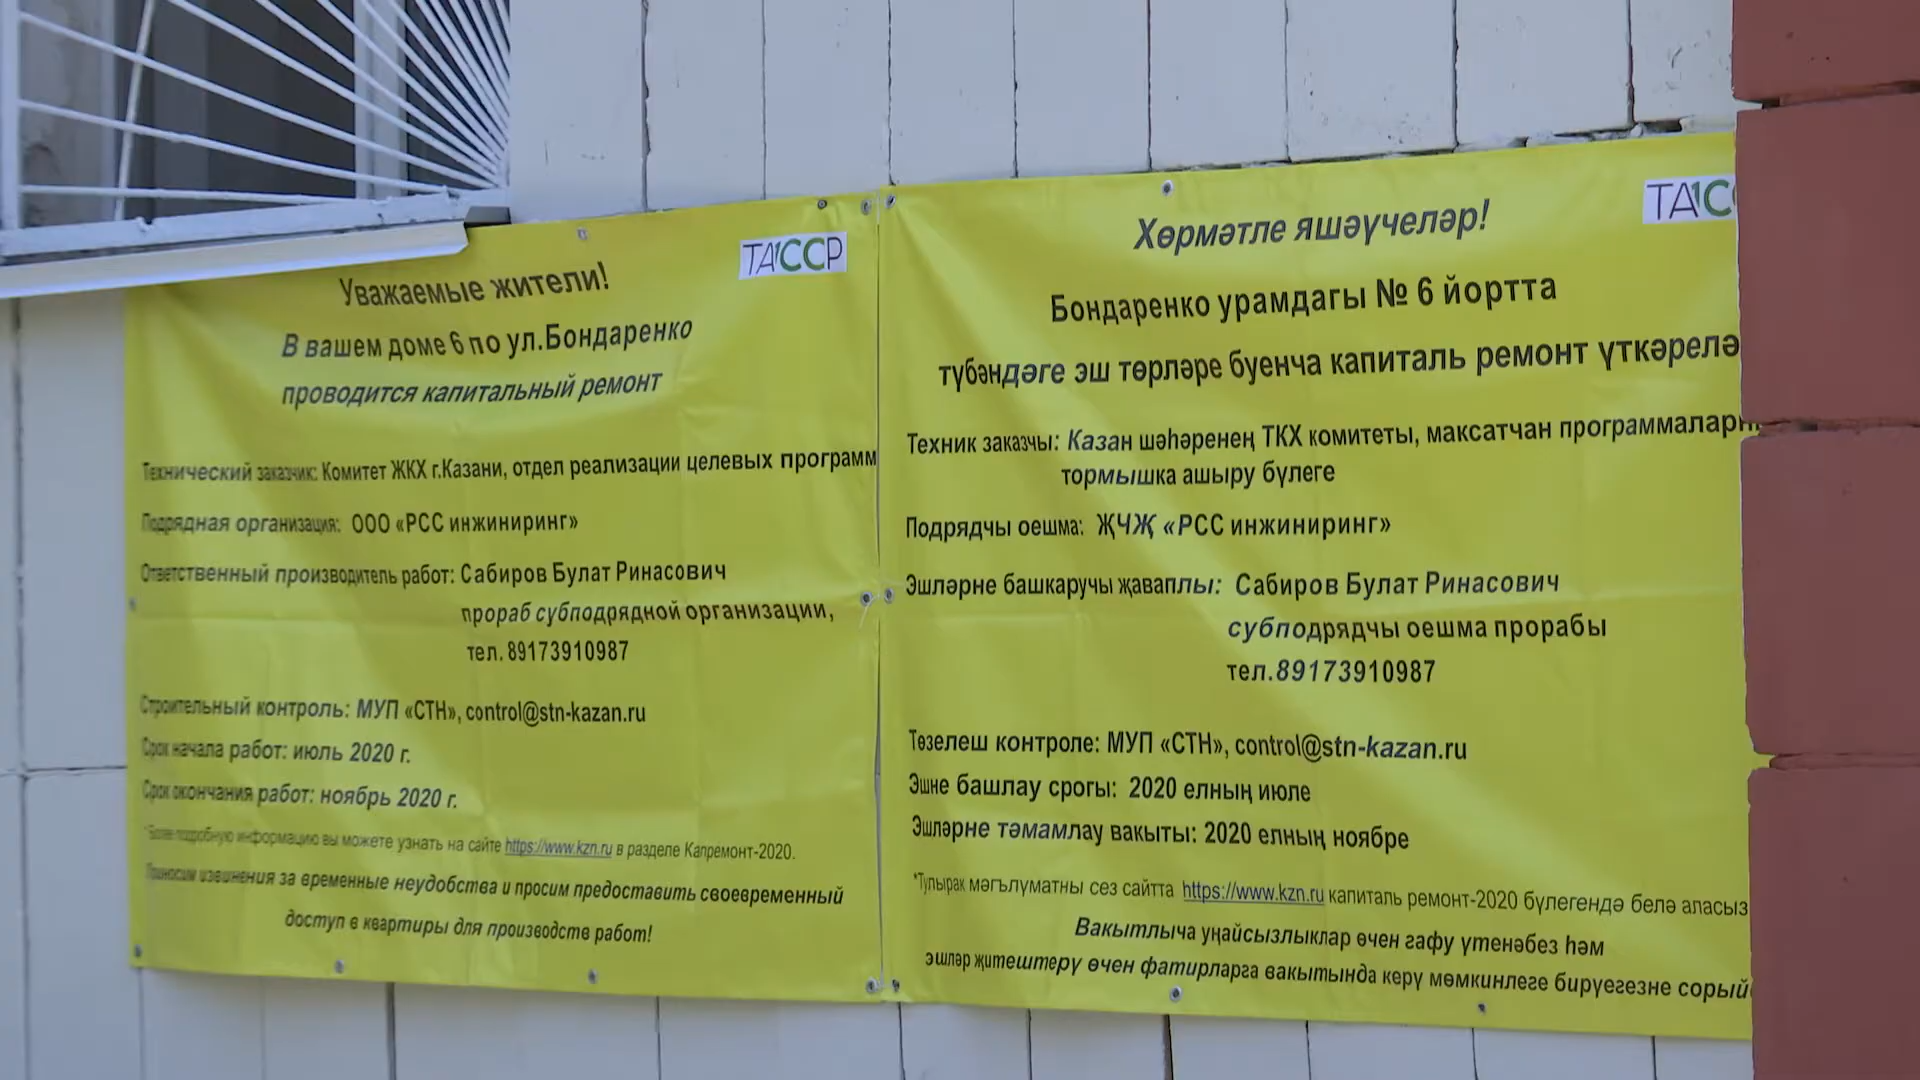 Уважаемые жители!
ТАССР
В вашем доме 6 по ул.Бондаренко
проводится капитальный ремонт
Технический заказчик: Комитет ЖКХ г.Казани, отдел реализации целевых программ
Подрядная организация: ООО «РСС инжиниринг»
Ответственный производитель работ: Сабиров Булат Ринасович
прораб субподрядной организации,
тел. 89173910987
Строительный контроль: МУП «СТН», control@stn-kazan.ru
Срок начала работ: июль 2020 г.
Срок окончания работ: ноябрь 2020 г.
*Более подробную информацию вы можете узнать на сайте https://www.kzn.ru в разделе Капремонт-2020.
Приносим извинения за временные неудобства и просим предоставить своевременный
доступ в квартиры для производств работ!
Хөрмәтле яшәүчеләр!
Бондаренко урамдагы № 6 йортта
түбәндәге эш төрләре буенча капиталь ремонт үткәрелә
Техник заказчы: Казан шәһәренең ТКХ комитеты, максатчан
тормышка ашыру бүлеге
Подрядчы оешма: ҖЧҖ «РСС инжиниринг»
Эшләрне башкаручы җаваплы: Сабиров Булат Ринасович
субподрядчы оешма прорабы
тел.89173910987
Төзелеш контроле: МУП «СТН», control@stn-kazan.ru
Эшне башлау срогы: 2020 елның июле
Эшләрне тәмамлау вакыты: 2020 елның ноябре
*Тулырак мәгълүматны сез сайтта https://www.kzn.ru капиталь ремонт-2020 бүлегендә белә аласыз
Вакытлыча уңайсызлыклар өчен гафу үтенәбез һәм
эшләр җитештерү өчен фатирларга вакытында керү мөмкинлеге бирүегезне